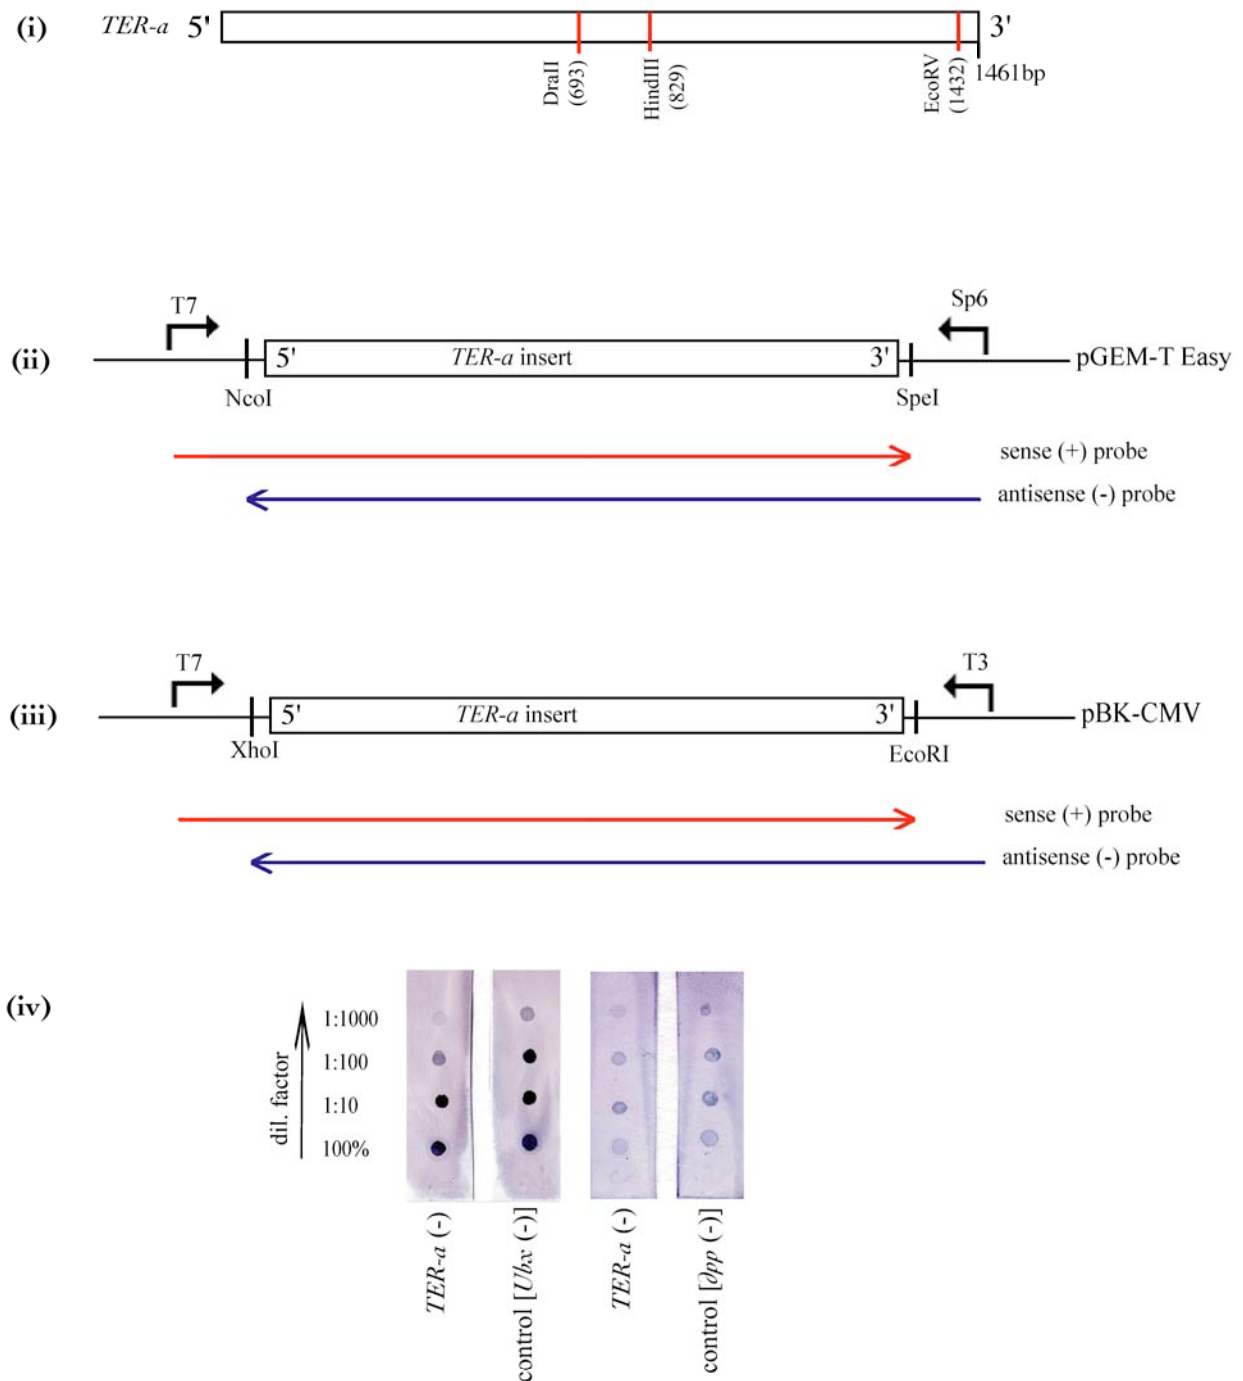 (i)
TER-a 5' 3'
DraII
(693)
HindIII
(829)
EcoRV
(1432)
1461bp
T7
Sp6
(ii)
5' TER-a insert 3'
pGEM-T Easy
NcoI
SpeI
sense (+) probe
antisense (-) probe
T7
T3
(iii)
5' TER-a insert 3'
pBK-CMV
XhoI
EcoRI
sense (+) probe
antisense (-) probe
(iv)
dil. factor
1:1000
1:100
1:10
100%
TER-a (-)
control [Ubx (-)]
TER-a (-)
control [dpp (-)]